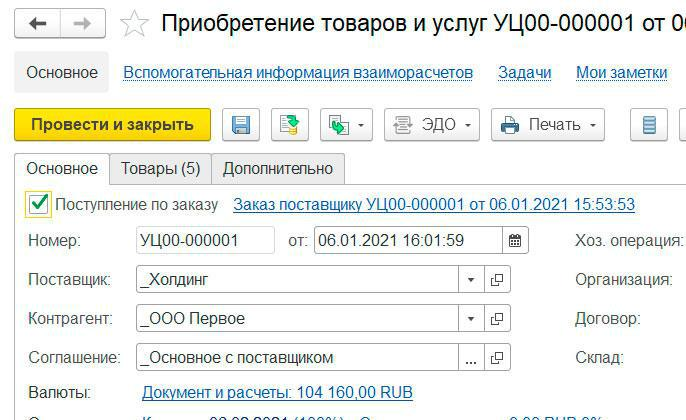 Приобретение товаров и услуг УЦ00-000001 от 0
Основное Вспомогательная информация взаиморасчетов Задачи Мои заметки
Провести и закрыть ЭДО Печать
Основное Товары (5) Дополнительно
Поступление по заказу Заказ поставщику УЦ00-000001 от 06.01.2021 15:53:53
Номер: УЦ00-000001 от: 06.01.2021 16:01:59 Хоз. операция:
Поставщик: _Холдинг Организация:
Контрагент: _ООО Первое Договор:
Соглашение: _Основное с поставщиком ... Склад:
Валюты: Документ и расчеты: 104 160,00 RUB